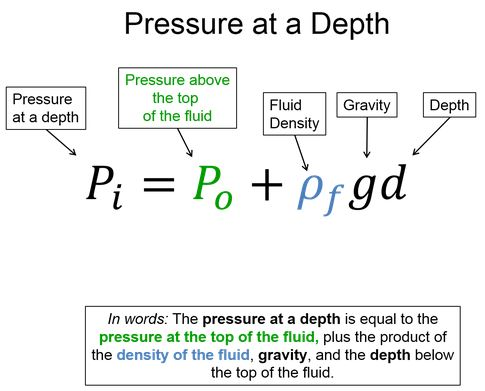 Pressure at a Depth
Pressure
at a depth
Pressure above
the top
of the fluid
Fluid
Density
Gravity
Depth
P_i = P_o + ρ_f gd
In words: The pressure at a depth is equal to the
pressure at the top of the fluid, plus the product of
the density of the fluid, gravity, and the depth below
the top of the fluid.